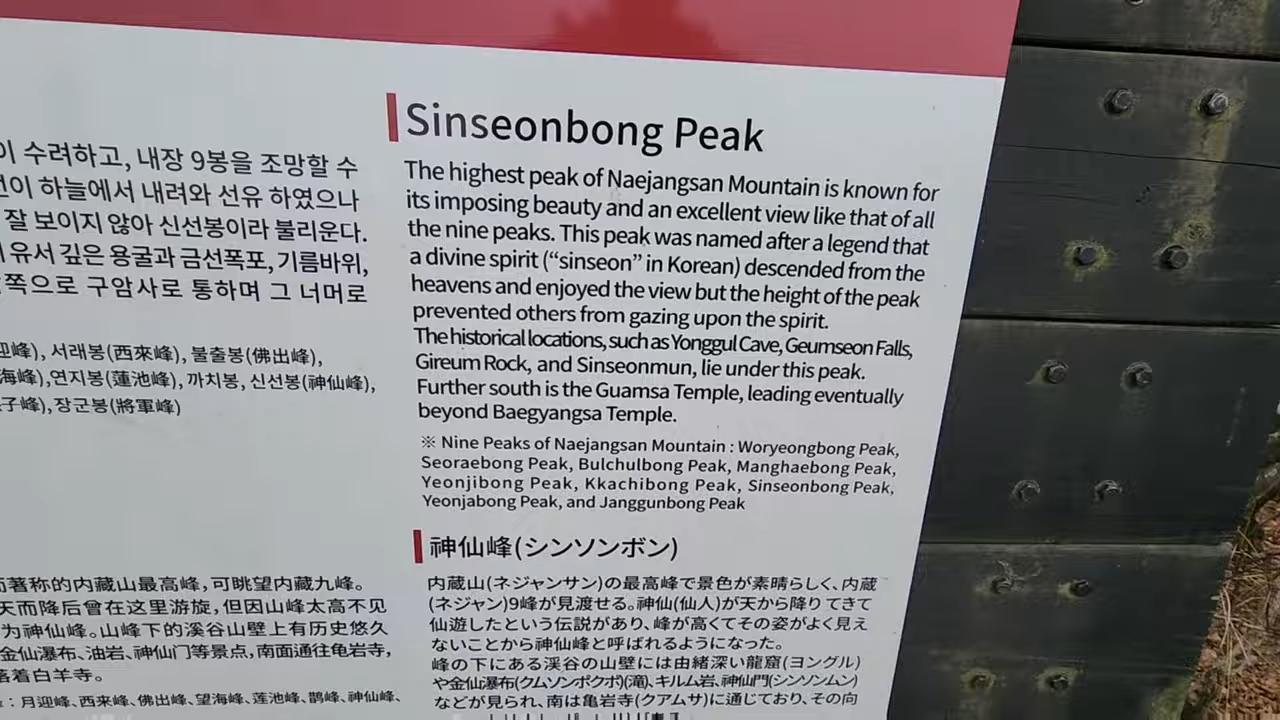 이 수려하고, 내장 9봉을 조망할 수
하늘에서 내려와 선유 하였으나
잘 보이지 않아 신선봉이라 불리운다.
유서 깊은 용굴과 금선폭포, 기름바위,
쪽으로 구암사로 통하며 그 너머로
迎峰), 서래봉(西來峰), 불출봉(佛出峰),
海峰),연지봉(蓮池峰), 까치봉, 신선봉(神仙峰),
子峰), 장군봉(將軍峰)
而著称的内藏山最高峰，可眺望内藏九峰。
天而降后曾在这里游旋，但因山峰太高不见
为神仙峰。山峰下的溪谷山壁上有历史悠久
金仙瀑布、油岩、神仙门等景点，南面通往龟岩寺，
落着白羊寺。
：月迎峰、西来峰、佛出峰、望海峰、莲池峰、鹊峰、神仙峰、
Sinseonbong Peak
The highest peak of Naejangsan Mountain is known for
its imposing beauty and an excellent view like that of all
the nine peaks. This peak was named after a legend that
a divine spirit (“sinseon” in Korean) descended from the
heavens and enjoyed the view but the height of the peak
prevented others from gazing upon the spirit.
The historical locations, such as Yonggul Cave, Geumseon Falls,
Gireum Rock, and Sinseonmun, lie under this peak.
Further south is the Guamsa Temple, leading eventually
beyond Baegyangsa Temple.
※ Nine Peaks of Naejangsan Mountain : Woryeongbong Peak,
Seoraebong Peak, Bulchulbong Peak, Manghaebong Peak,
Yeonjibong Peak, Kkachibong Peak, Sinseonbong Peak,
Yeonjabong Peak, and Janggunbong Peak
神仙峰(シンソンボン)
内蔵山(ネジャンサン)の最高峰で景色が素晴らしく、内蔵
(ネジャン)9峰が見渡せる。神仙(仙人)が天から降りてきて
仙遊したという伝説があり、峰が高くてその姿がよく見え
ないことから神仙峰と呼ばれるようになった。
峰の下にある渓谷の山壁には由緒深い龍窟(ヨングル)
や金仙瀑布(クムソンポクポ)(滝)、キルム岩、神仙門(シンソンムン)
などが見られ、南は亀岩寺(クアムサ)に通じており、その向